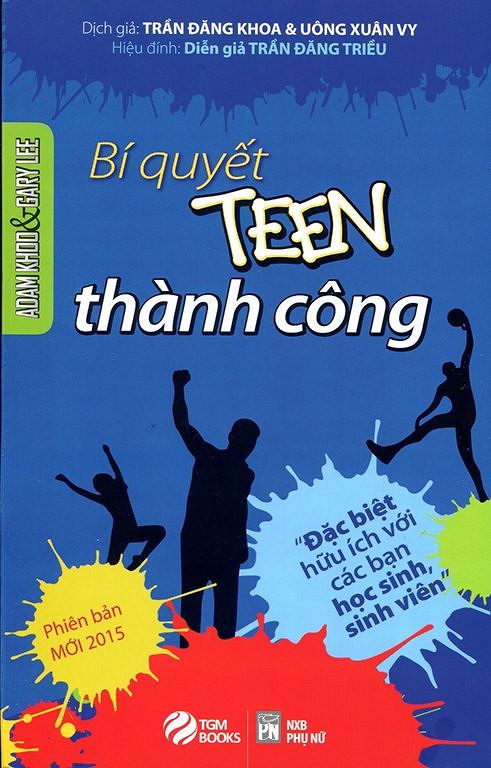 Dịch giả: TRẦN ĐĂNG KHOA & UÔNG XUÂN VY
Hiệu đính: Diễn giả TRẦN ĐĂNG TRIỀU
ADAM KHOO & GARY LEE
Bí quyết
TEEN
thành công
"Đặc biệt
hữu ích với
các bạn
học sinh,
sinh viên"
Phiên bản
MỚI 2015
TGM
BOOKS
PN
NXB
PHỤ NỮ